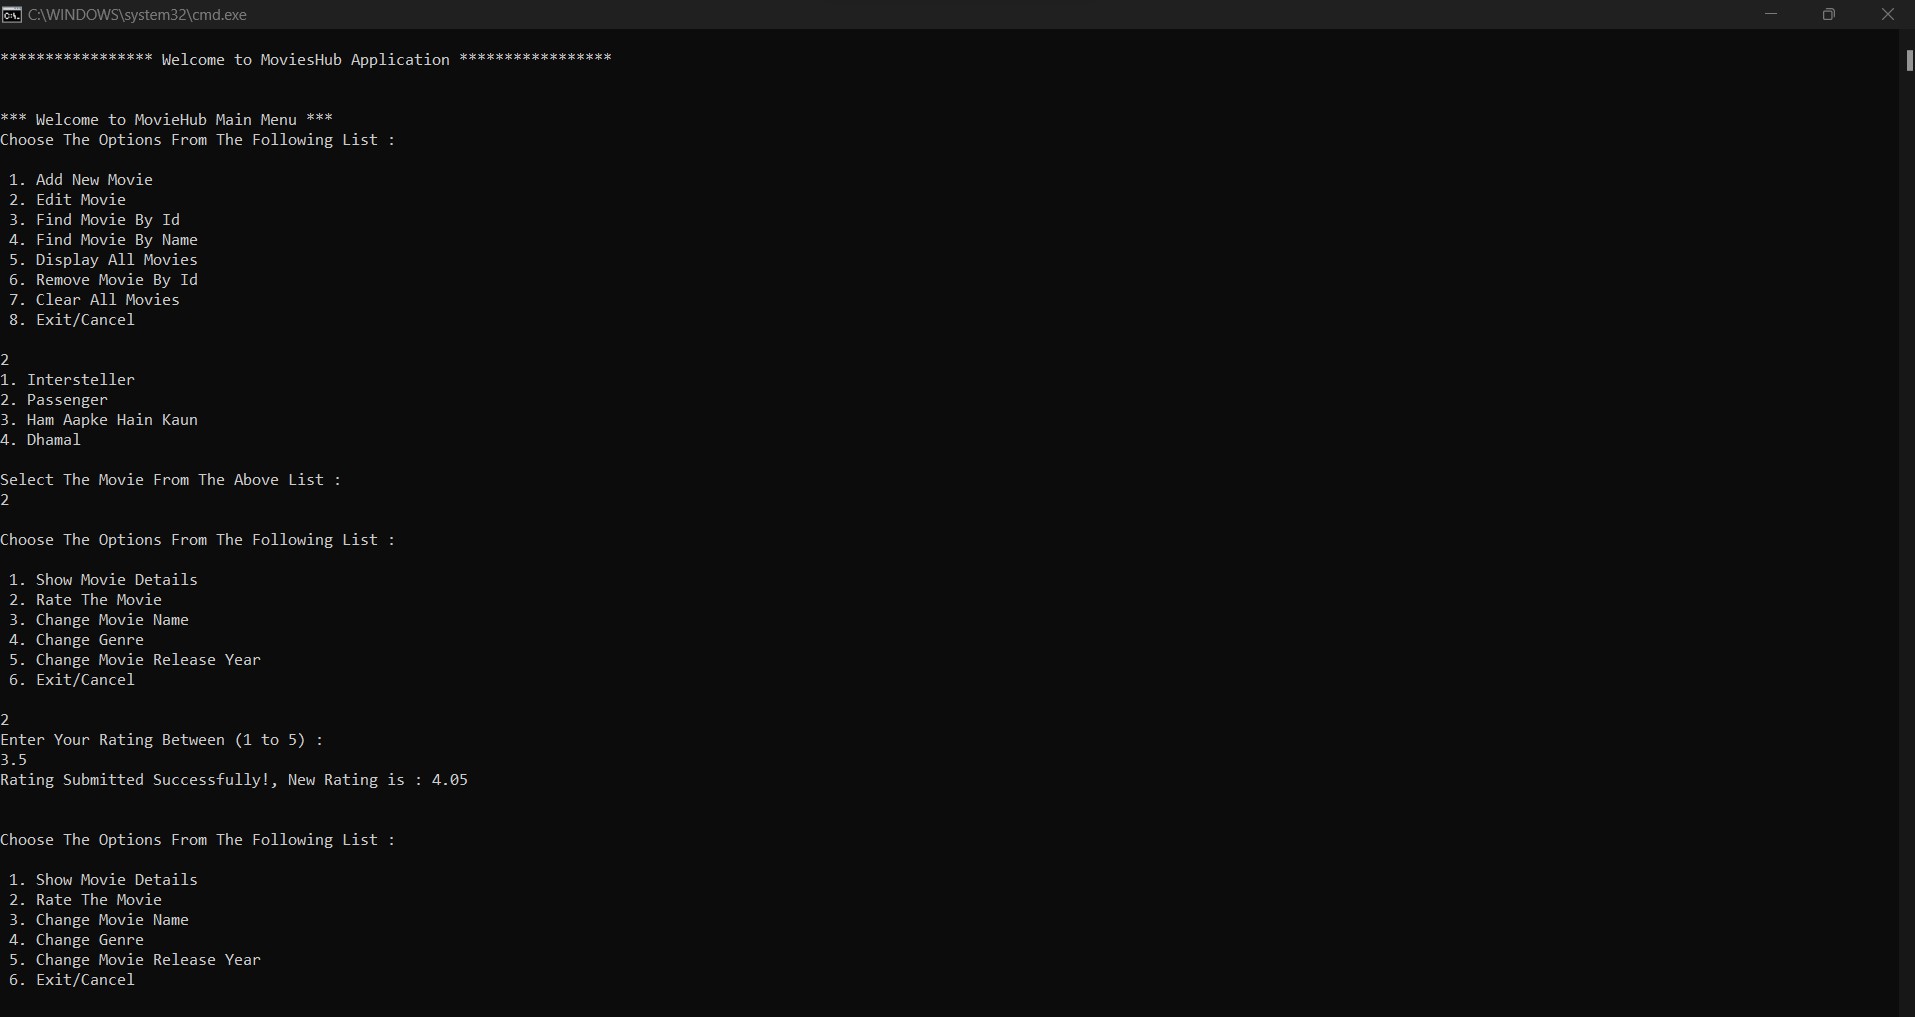 C:\WINDOWS\system32\cmd.exe
***************** Welcome to MoviesHub Application *****************
*** Welcome to MovieHub Main Menu ***
Choose The Options From The Following List :
1. Add New Movie
2. Edit Movie
3. Find Movie By Id
4. Find Movie By Name
5. Display All Movies
6. Remove Movie By Id
7. Clear All Movies
8. Exit/Cancel
2
1. Intersteller
2. Passenger
3. Ham Aapke Hain Kaun
4. Dhamal
Select The Movie From The Above List :
2
Choose The Options From The Following List :
1. Show Movie Details
2. Rate The Movie
3. Change Movie Name
4. Change Genre
5. Change Movie Release Year
6. Exit/Cancel
2
Enter Your Rating Between (1 to 5) :
3.5
Rating Submitted Successfully!, New Rating is : 4.05
Choose The Options From The Following List :
1. Show Movie Details
2. Rate The Movie
3. Change Movie Name
4. Change Genre
5. Change Movie Release Year
6. Exit/Cancel